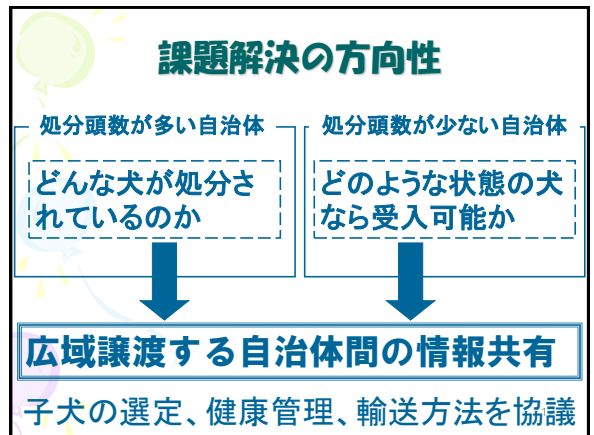 課題解決の方向性
処分頭数が多い自治体
どんな犬が処分さ
れているのか
処分頭数が少ない自治体
どのような状態の犬
なら受入可能か
広域譲渡する自治体間の情報共有
子犬の選定、健康管理、輸送方法を協議